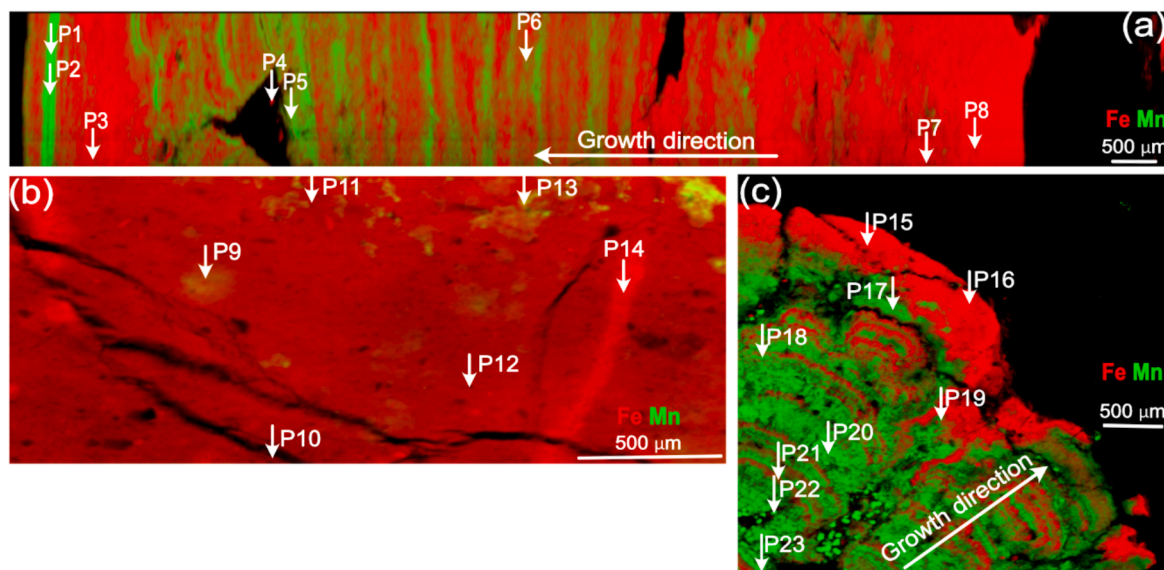 (a)
P1
P2
P3
P4
P5
P6
P7
P8
Growth direction
Fe Mn
500 μm
(b)
P9
P10
P11
P12
P13
P14
Fe Mn
500 μm
(c)
P15
P16
P17
P18
P19
P20
P21
P22
P23
Growth direction
Fe Mn
500 μm